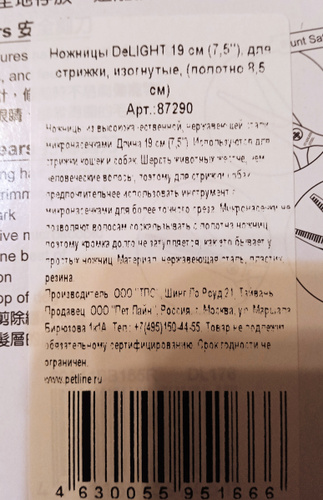 Ножницы DeLIGHT 19 см (7,5"), для
стрижки, изогнутые, (полотно 8,5
см)
Арт.:87290
Ножницы из высококачественной, нержавеющей стали с
микронасечками. Длина 19 см (7,5"). Используются для
стрижки кошек и собак. Шерсть животных жестче, чем
человеческие волосы, поэтому для стрижки собак
предпочтительнее использовать инструмент с
микронасечками для более точного среза. Микронасечки не
позволяют волосам соскальзывать с полотна ножниц,
поэтому кромка долго не затупляется, как это бывает у
простых ножниц. Материал: нержавеющая сталь, пластик,
резина.
Производитель: ООО "ТПС", Шинг Ло Роуд 21, Тайвань
Продавец: ООО "Пет Лайн", Россия, г. Москва, ул. Маршала
Бирюзова 1к1А. Тел.: +7(495)150-44-55. Товар не подлежит
обязательному сертифицированию. Срок годности не
ограничен.
www.petline.ru
4 630055 951666